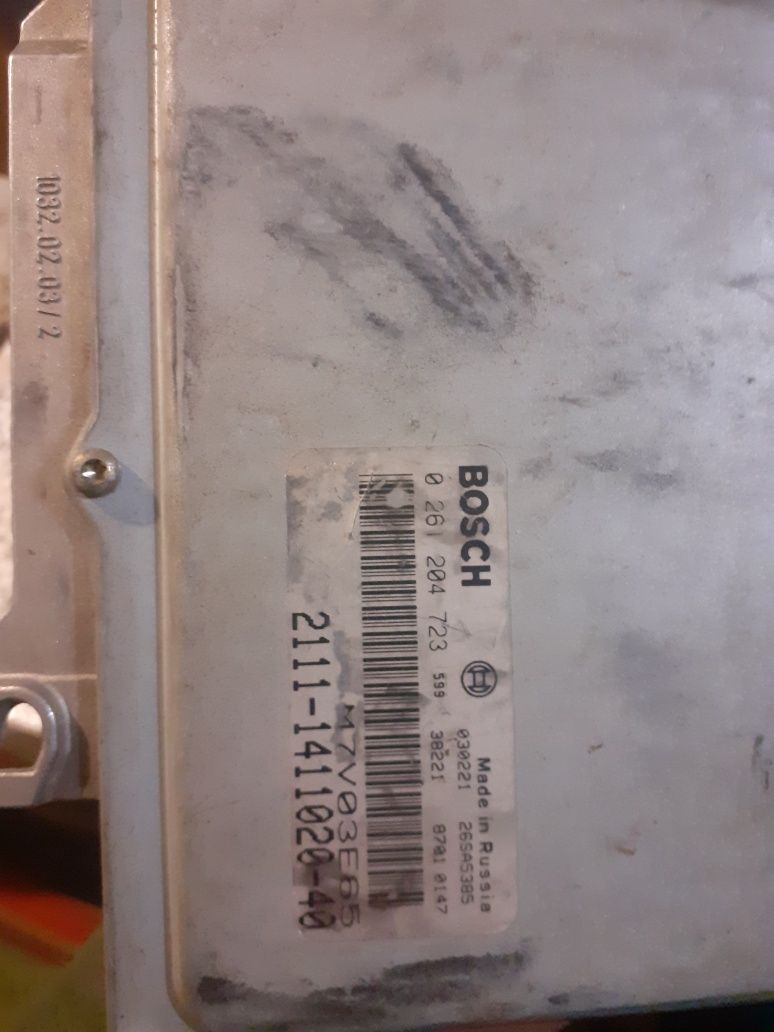 1032.02.03/2
BOSCH
Made in Russia
030221 26SA5385
0 261 204 723 599 38221 8701 0147
M7V03E65
2111-1411020-40